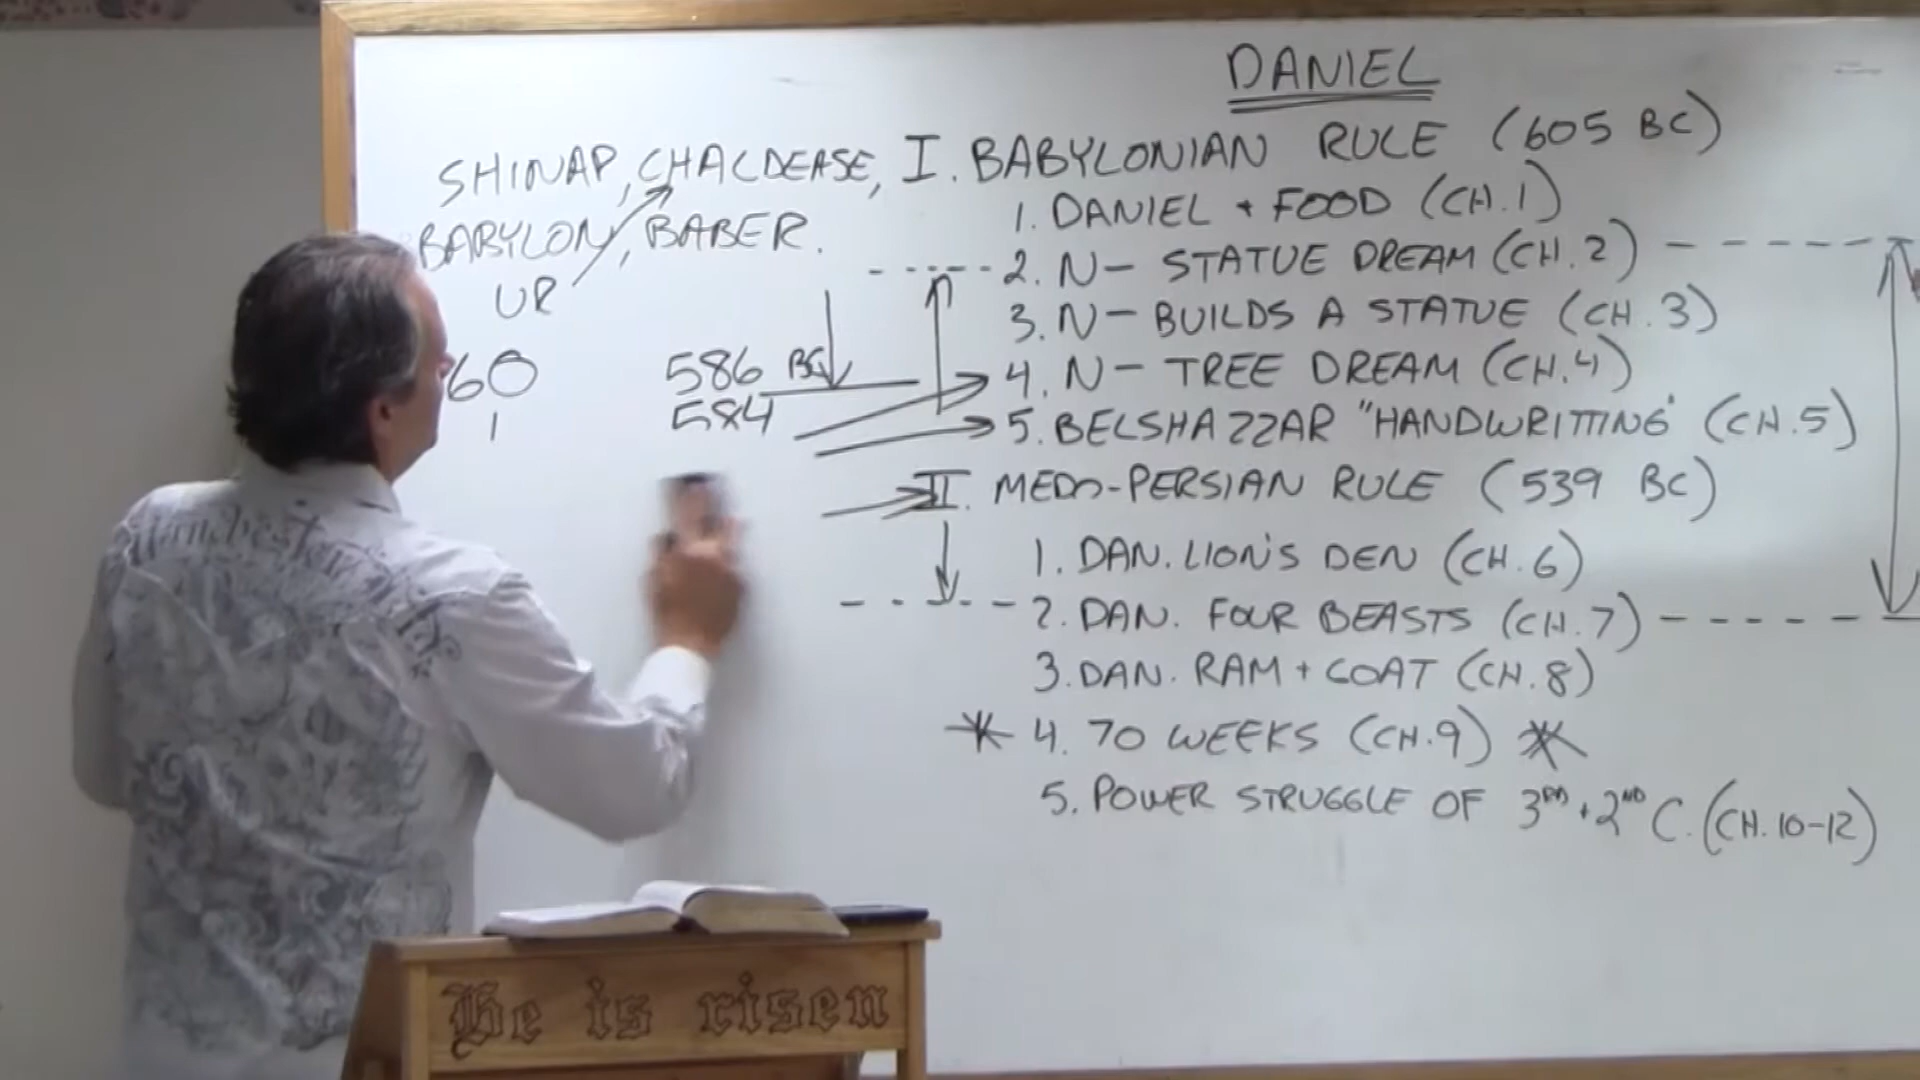 DANIEL
SHINAP, CHALDEASE,
BABYLON, BABER.
UR
60
1
586 BC
584
I. BABYLONIAN RULE (605 BC)
1. DANIEL + FOOD (CH.1)
2. N- STATUE DREAM (CH.2)
3. N- BUILDS A STATUE (CH.3)
4. N- TREE DREAM (CH.4)
5. BELSHAZZAR "HANDWRITTING" (CH.5)
II. MEDO-PERSIAN RULE (539 BC)
1. DAN. LION'S DEN (CH.6)
2. DAN. FOUR BEASTS (CH.7)
3. DAN. RAM + GOAT (CH.8)
* 4. 70 WEEKS (CH.9) *
5. POWER STRUGGLE OF 3RD + 2ND C. (CH. 10-12)
He is risen